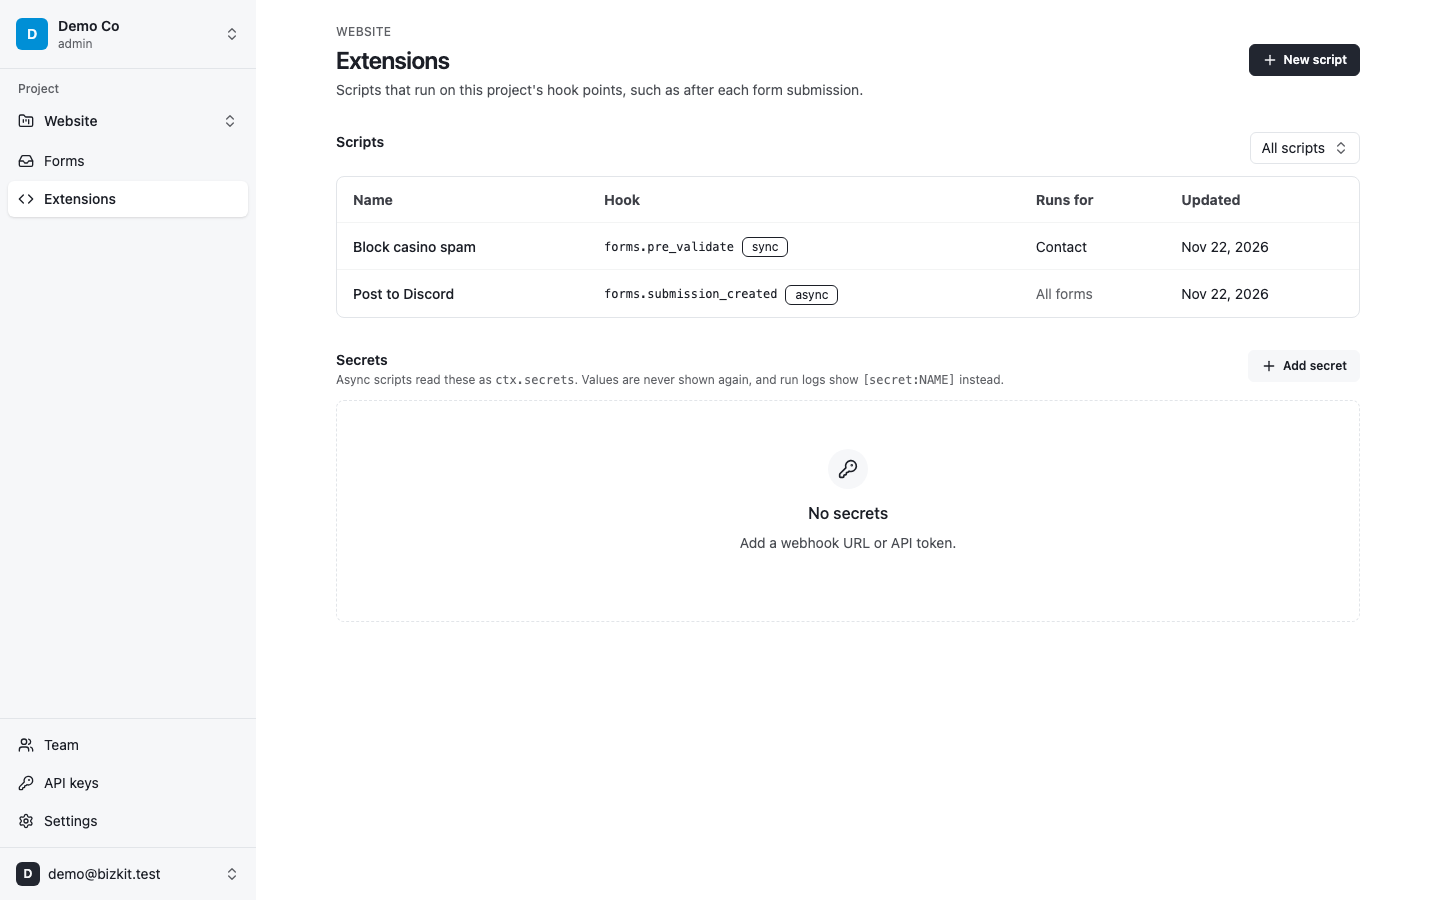 D
Demo Co
admin
Project
Website
Forms
Extensions
Team
API keys
Settings
D
demo@bizkit.test
WEBSITE
Extensions
New script
Scripts that run on this project's hook points, such as after each form submission.
Scripts
All scripts
Name Hook Runs for Updated
Block casino spam forms.pre_validate sync Contact Nov 22, 2026
Post to Discord forms.submission_created async All forms Nov 22, 2026
Secrets
Add secret
Async scripts read these as ctx.secrets. Values are never shown again, and run logs show [secret:NAME] instead.
No secrets
Add a webhook URL or API token.